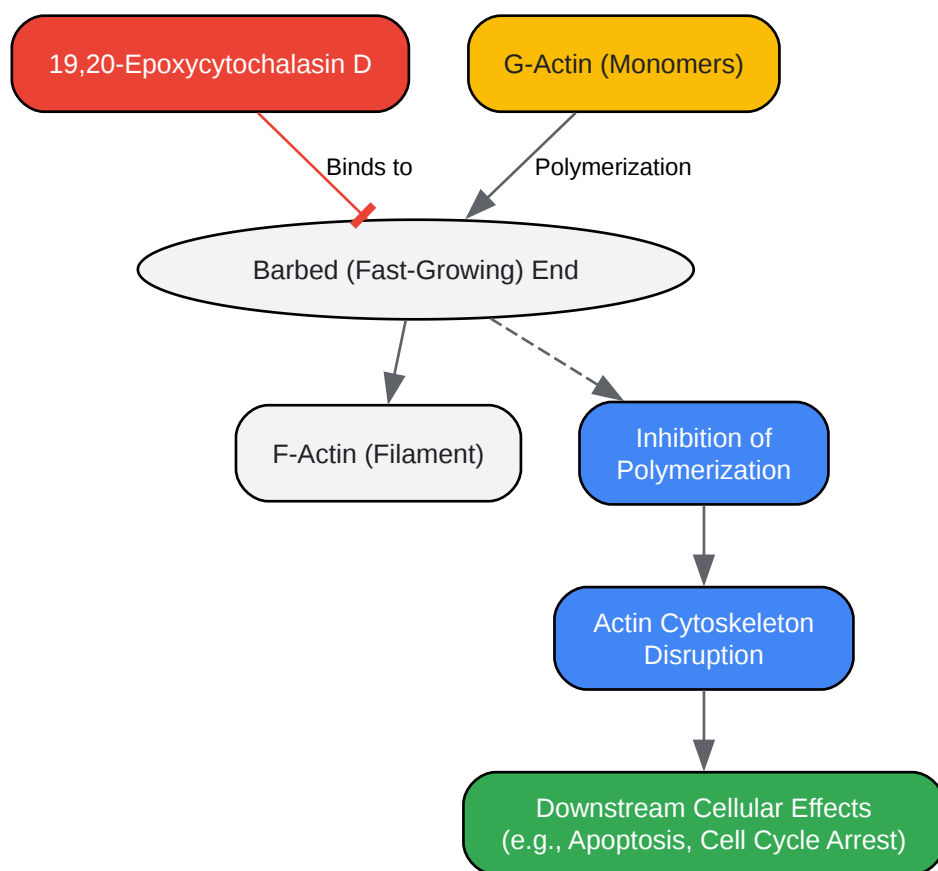 19,20-Epoxycytochalasin D
G-Actin (Monomers)
Binds to
Polymerization
Barbed (Fast-Growing) End
F-Actin (Filament)
Inhibition of
Polymerization
Actin Cytoskeleton
Disruption
Downstream Cellular Effects
(e.g., Apoptosis, Cell Cycle Arrest)